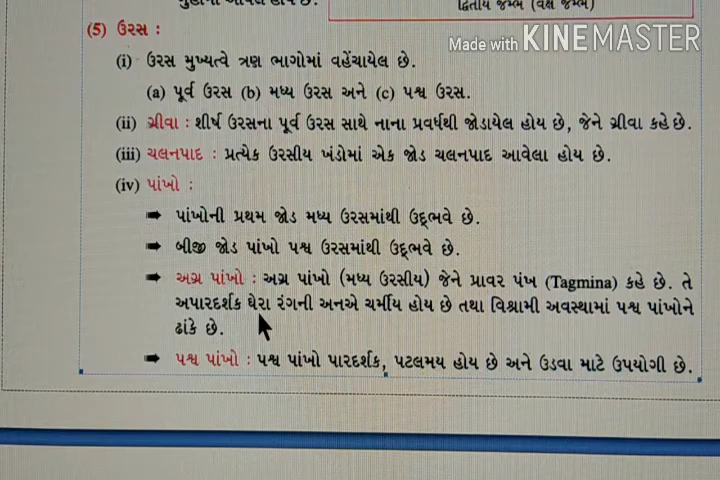 દ્વિતીય જમ્ભ (વક્ષ જમ્ભ)
Made with KINEMASTER
(5) ઉરસ :
(i) ઉરસ મુખ્યત્વે ત્રણ ભાગોમાં વહેંચાયેલ છે.
(a) પૂર્વ ઉરસ (b) મધ્ય ઉરસ અને (c) પશ્ચ ઉરસ.
(ii) ગ્રીવા : શીર્ષ ઉરસના પૂર્વ ઉરસ સાથે નાના પ્રવર્ધથી જોડાયેલ હોય છે, જેને ગ્રીવા કહે છે.
(iii) ચલનપાદ : પ્રત્યેક ઉરસીય ખંડોમાં એક જોડ ચલનપાદ આવેલા હોય છે.
(iv) પાંખો :
➠ પાંખોની પ્રથમ જોડ મધ્ય ઉરસમાંથી ઉદ્ભવે છે.
➠ બીજી જોડ પાંખો પશ્ચ ઉરસમાંથી ઉદ્ભવે છે.
➠ અગ્ર પાંખો : અગ્ર પાંખો (મધ્ય ઉરસીય) જેને પ્રાવર પંખ (Tagmina) કહે છે. તે
અપારદર્શક ઘેરા રંગની અનએ ચર્મીય હોય છે તથા વિશ્રામી અવસ્થામાં પશ્ચ પાંખોને
ઢાંકે છે.
➠ પશ્ચ પાંખો : પશ્ચ પાંખો પારદર્શક, પટલમય હોય છે અને ઉડવા માટે ઉપયોગી છે.